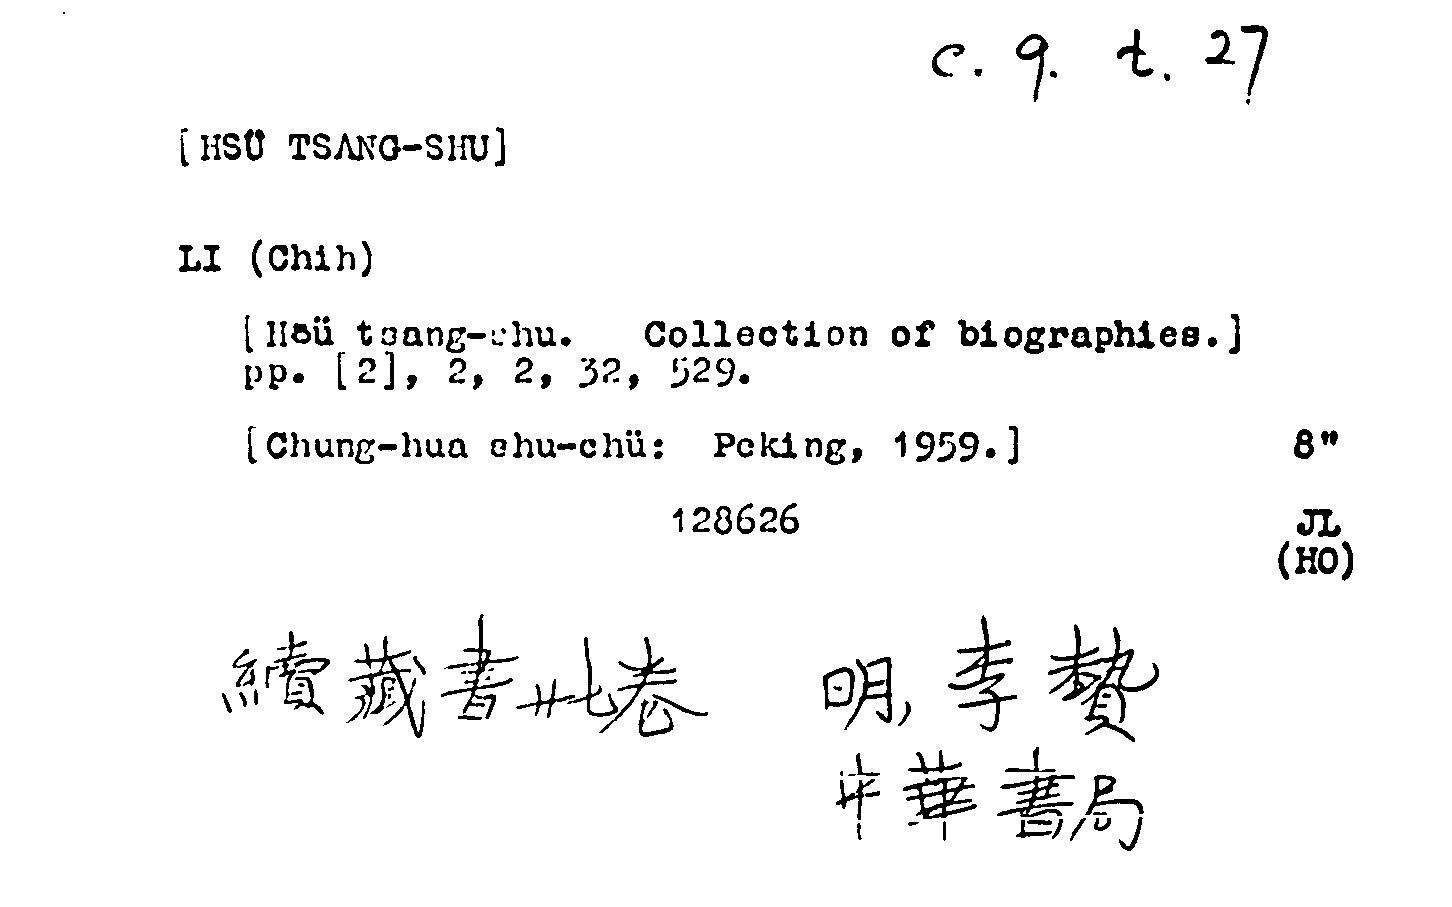 c. 9. t. 27
[HSÜ TSANG-SHU]
LI (Chih)
[Hsü tsang-shu. Collection of biographies.]
pp. [2], 2, 2, 32, 529.
[Chung-hua shu-chü: Peking, 1959.] 8"
128626 JL
(HO)
續藏書廿七卷 明, 李贄
中華書局